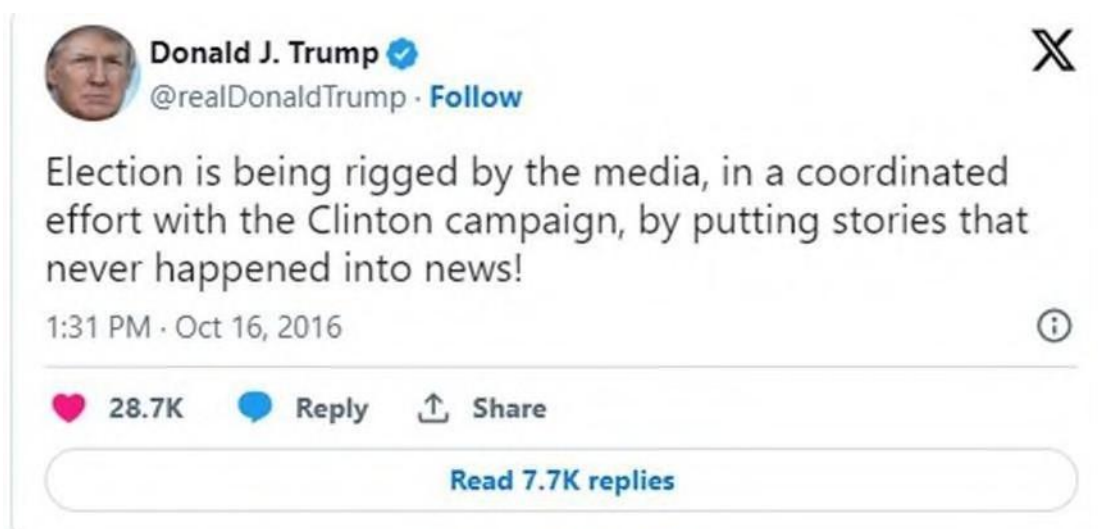 Donald J. Trump
@realDonaldTrump · Follow
Election is being rigged by the media, in a coordinated
effort with the Clinton campaign, by putting stories that
never happened into news!
1:31 PM · Oct 16, 2016
28.7K Reply Share
Read 7.7K replies